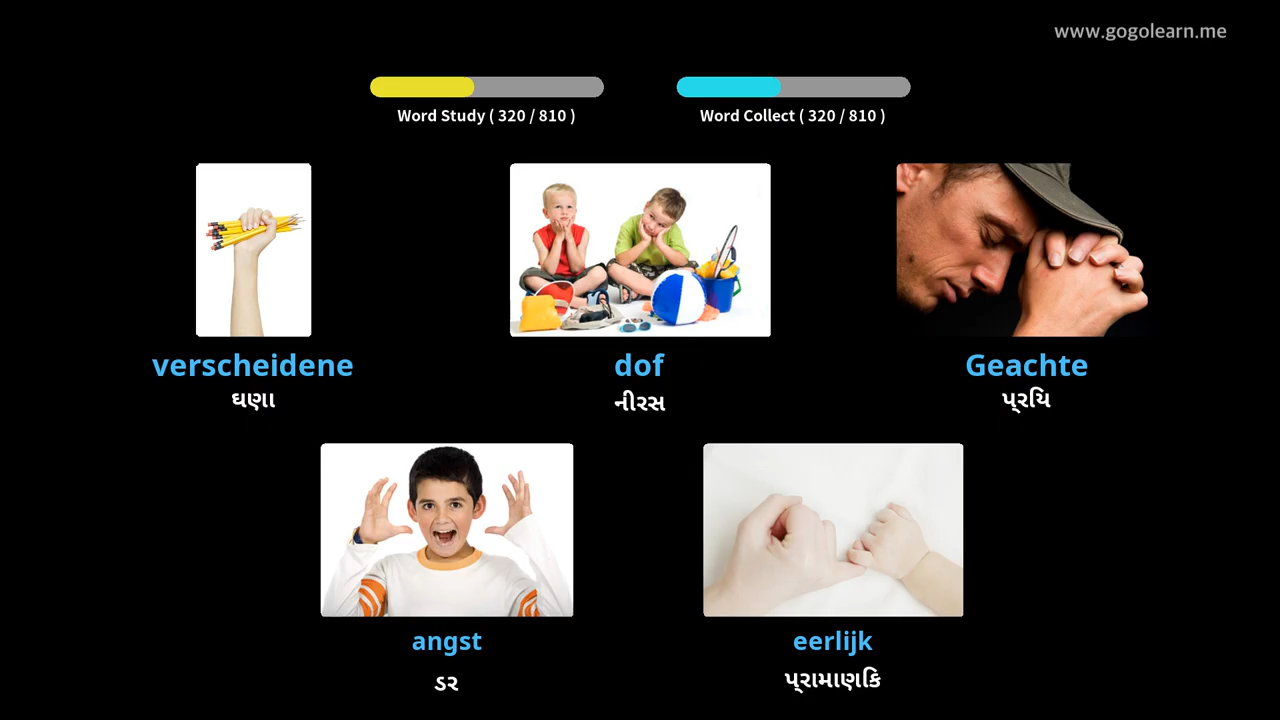 www.gogolearn.me
Word Study ( 320 / 810 )
Word Collect ( 320 / 810 )
verscheidene
ઘણા
dof
નીરસ
Geachte
પ્રયિ
angst
ડર
eerlijk
પ્રામાણકિ